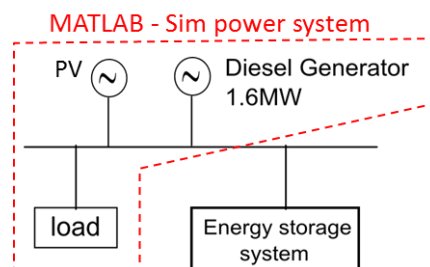 MATLAB - Sim power system
PV ~ ~ Diesel Generator
1.6MW
load
Energy storage
system